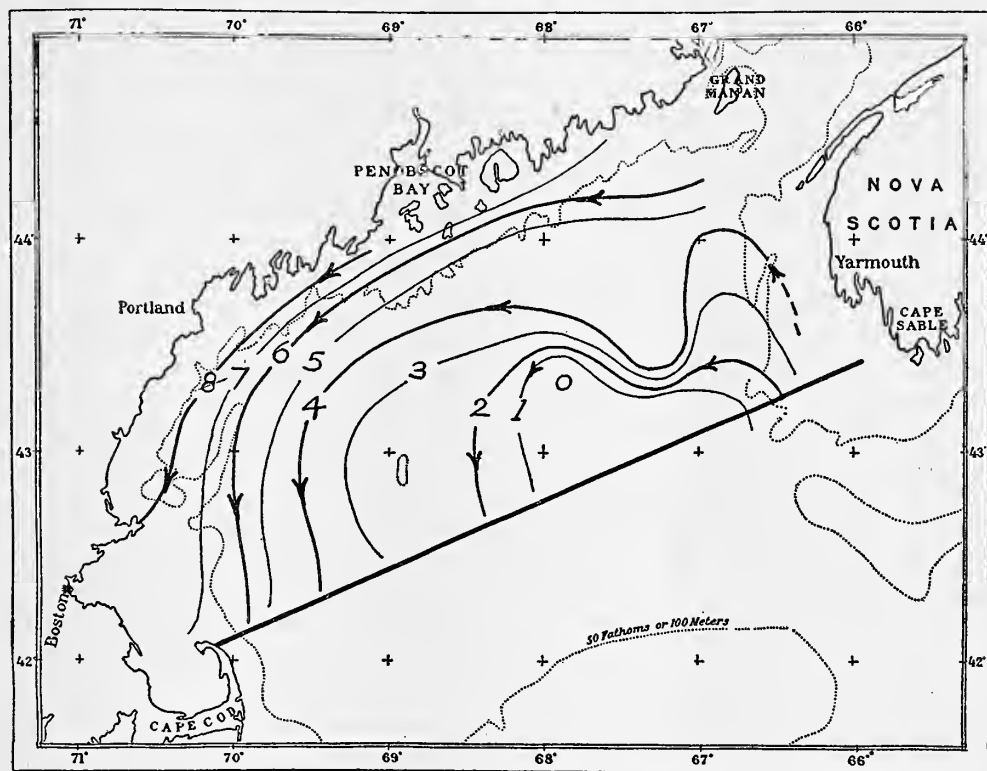 71° 70° 69° 68° 67° 66°
GRAND
MANAN
PENOBSCOT
BAY
NOVA
SCOTIA
44° 44°
Yarmouth
Portland
CAPE
SABLE
8 7 6 5 4 3 2 1 0
43° 43°
Boston
50 Fathoms or 100 Meters
42° 42°
CAPE COD
71° 70° 69° 68° 67° 66°